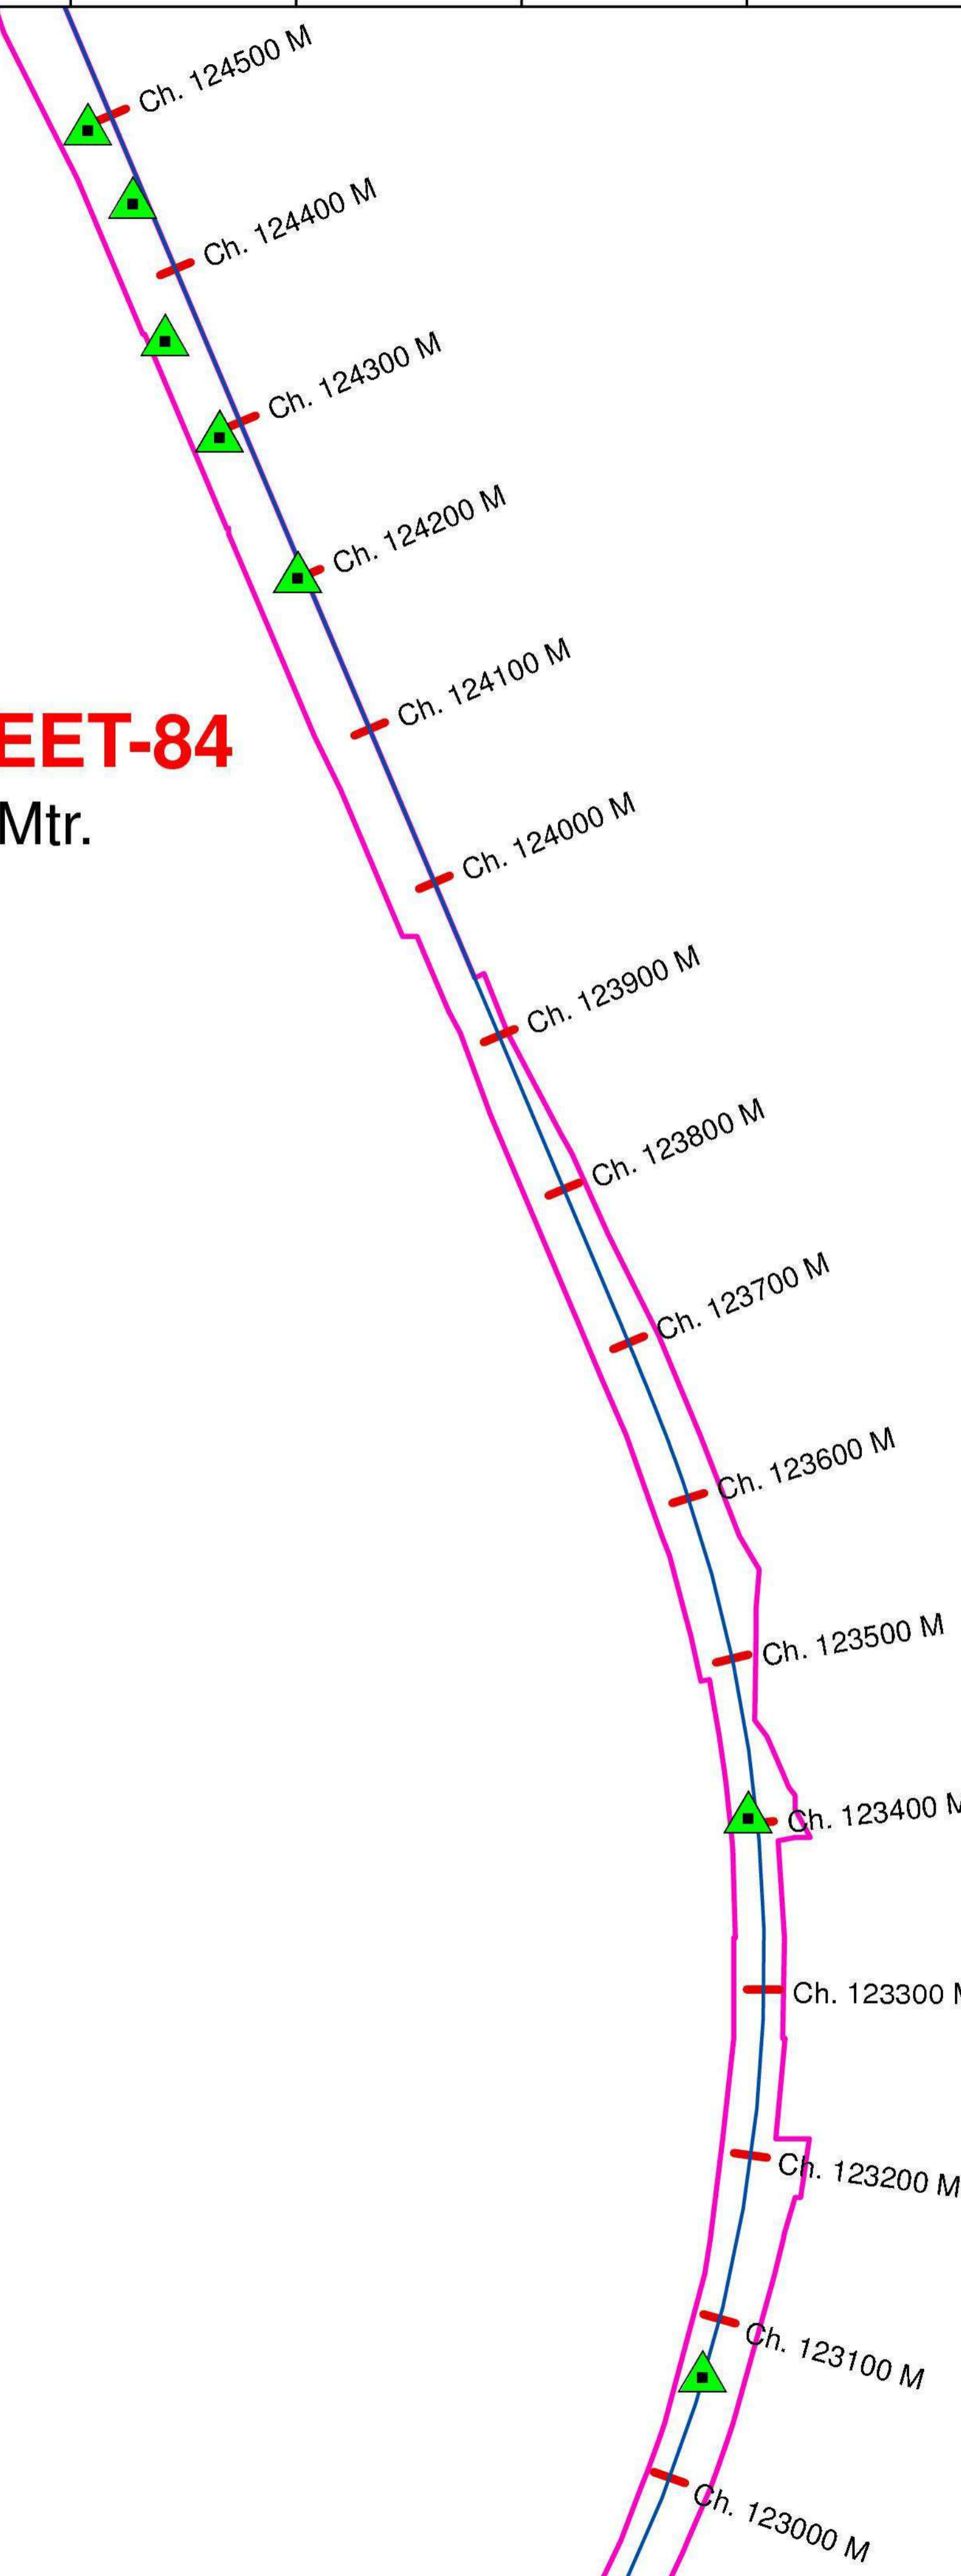 Ch. 124500 M
Ch. 124400 M
Ch. 124300 M
Ch. 124200 M
Ch. 124100 M
EET-84
Mtr.
Ch. 124000 M
Ch. 123900 M
Ch. 123800 M
Ch. 123700 M
Ch. 123600 M
Ch. 123500 M
Ch. 123400 M
Ch. 123300 M
Ch. 123200 M
Ch. 123100 M
Ch. 123000 M